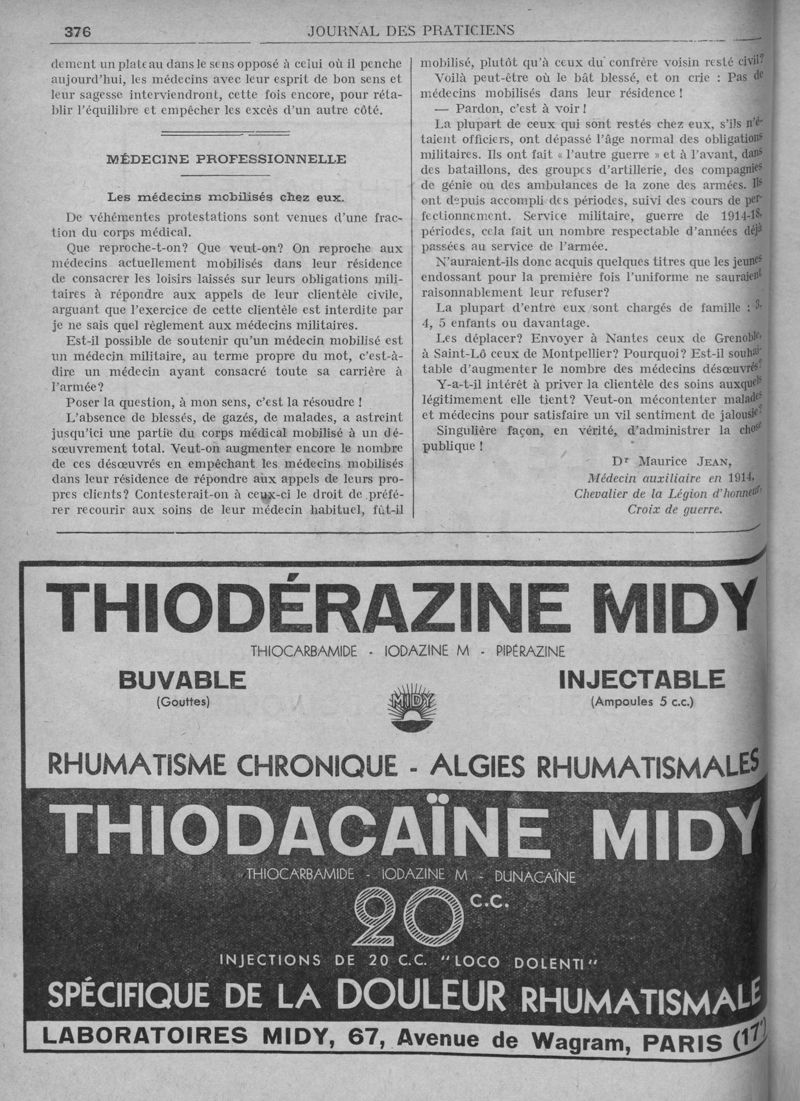 376
JOURNAL DES PRATICIENS
dement un plateau dans le sens opposé à celui où il penche
aujourd'hui, les médecins avec leur esprit de bon sens et
leur sagesse interviendront, cette fois encore, pour réta-
blir l'équilibre et empêcher les excès d'un autre côté.
MÉDECINE PROFESSIONNELLE
Les médecins mobilisés chez eux.
De véhémentes protestations sont venues d'une frac-
tion du corps médical.
Que reproche-t-on? Que veut-on? On reproche aux
médecins actuellement mobilisés dans leur résidence
de consacrer les loisirs laissés sur leurs obligations mili-
taires à répondre aux appels de leur clientèle civile,
arguant que l'exercice de cette clientèle est interdite par
je ne sais quel règlement aux médecins militaires.
Est-il possible de soutenir qu'un médecin mobilisé est
un médecin militaire, au terme propre du mot, c'est-à-
dire un médecin ayant consacré toute sa carrière à
l'armée?
Poser la question, à mon sens, c'est la résoudre !
L'absence de blessés, de gazés, de malades, a astreint
jusqu'ici une partie du corps médical mobilisé à un dé-
sœuvrement total. Veut-on augmenter encore le nombre
de ces désœuvrés en empêchant les médecins mobilisés
dans leur résidence de répondre aux appels de leurs pro-
pres clients? Contesterait-on à ceux-ci le droit de préfé-
rer recourir aux soins de leur médecin habituel, fût-il
mobilisé, plutôt qu'à ceux du confrère voisin resté civil?
Voilà peut-être où le bât blessé, et on crie : Pas de
médecins mobilisés dans leur résidence !
— Pardon, c'est à voir !
La plupart de ceux qui sont restés chez eux, s'ils n'é-
taient officiers, ont dépassé l'âge normal des obligations
militaires. Ils ont fait « l'autre guerre » et à l'avant, dans
des bataillons, des groupes d'artillerie, des compagnies
de génie ou des ambulances de la zone des armées. Ils
ont depuis accompli des périodes, suivi des cours de per-
fectionnement. Service militaire, guerre de 1914-18,
périodes, cela fait un nombre respectable d'années déjà
passées au service de l'armée.
N'auraient-ils donc acquis quelques titres que les jeunes
endossant pour la première fois l'uniforme ne sauraient
raisonnablement leur refuser?
La plupart d'entre eux sont chargés de famille : 3,
4, 5 enfants ou davantage.
Les déplacer? Envoyer à Nantes ceux de Grenoble,
à Saint-Lô ceux de Montpellier? Pourquoi? Est-il souhai-
table d'augmenter le nombre des médecins désœuvrés?
Y-a-t-il intérêt à priver la clientèle des soins auxquels
légitimement elle tient? Veut-on mécontenter malades
et médecins pour satisfaire un vil sentiment de jalousie?
Singulière façon, en vérité, d'administrer la chose
publique !
Dr Maurice JEAN,
Médecin auxiliaire en 1914,
Chevalier de la Légion d'honneur,
Croix de guerre.
THIODÉRAZINE MIDY
THIOCARBAMIDE - IODAZINE M - PIPÉRAZINE
BUVABLE
(Gouttes)
MIDY
INJECTABLE
(Ampoules 5 c.c.)
RHUMATISME CHRONIQUE - ALGIES RHUMATISMALES
THIODACAÏNE MIDY
THIOCARBAMIDE - IODAZINE M - DUNACAÏNE
20 C.C.
INJECTIONS DE 20 C.C. "LOCO DOLENTI"
SPÉCIFIQUE DE LA DOULEUR RHUMATISMALE
LABORATOIRES MIDY, 67, Avenue de Wagram, PARIS (17e)